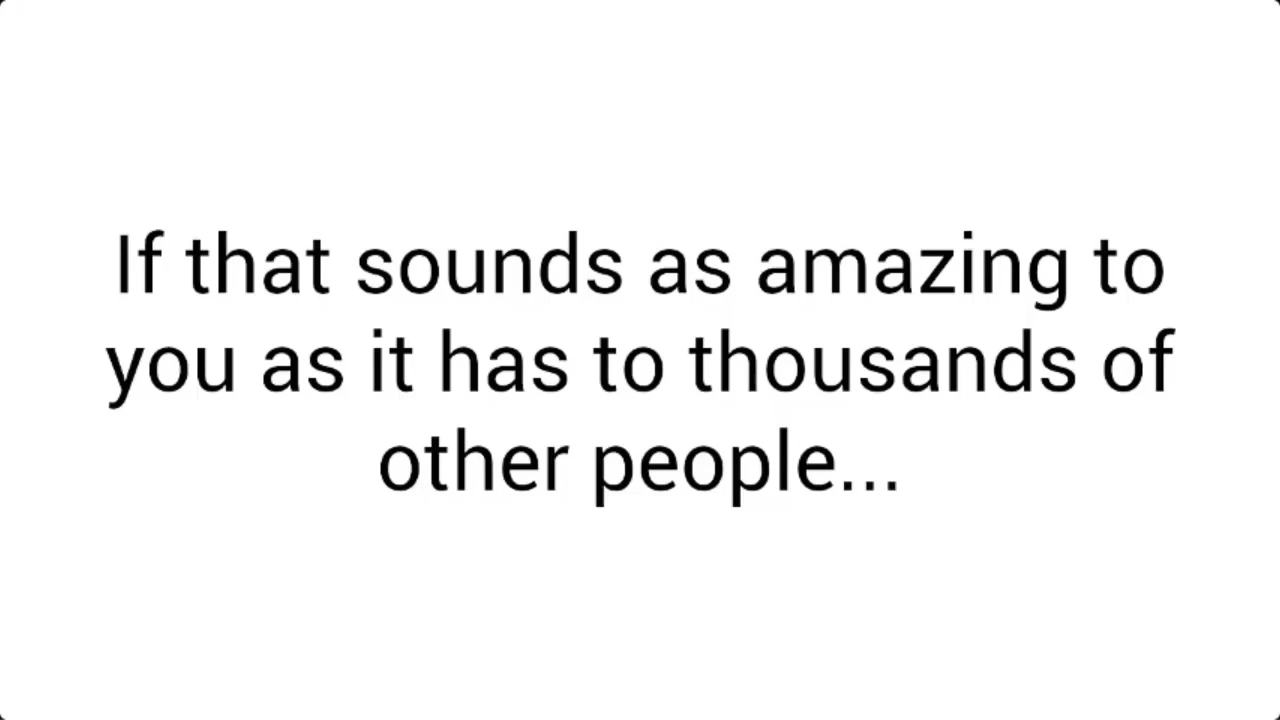 If that sounds as amazing to
you as it has to thousands of
other people...